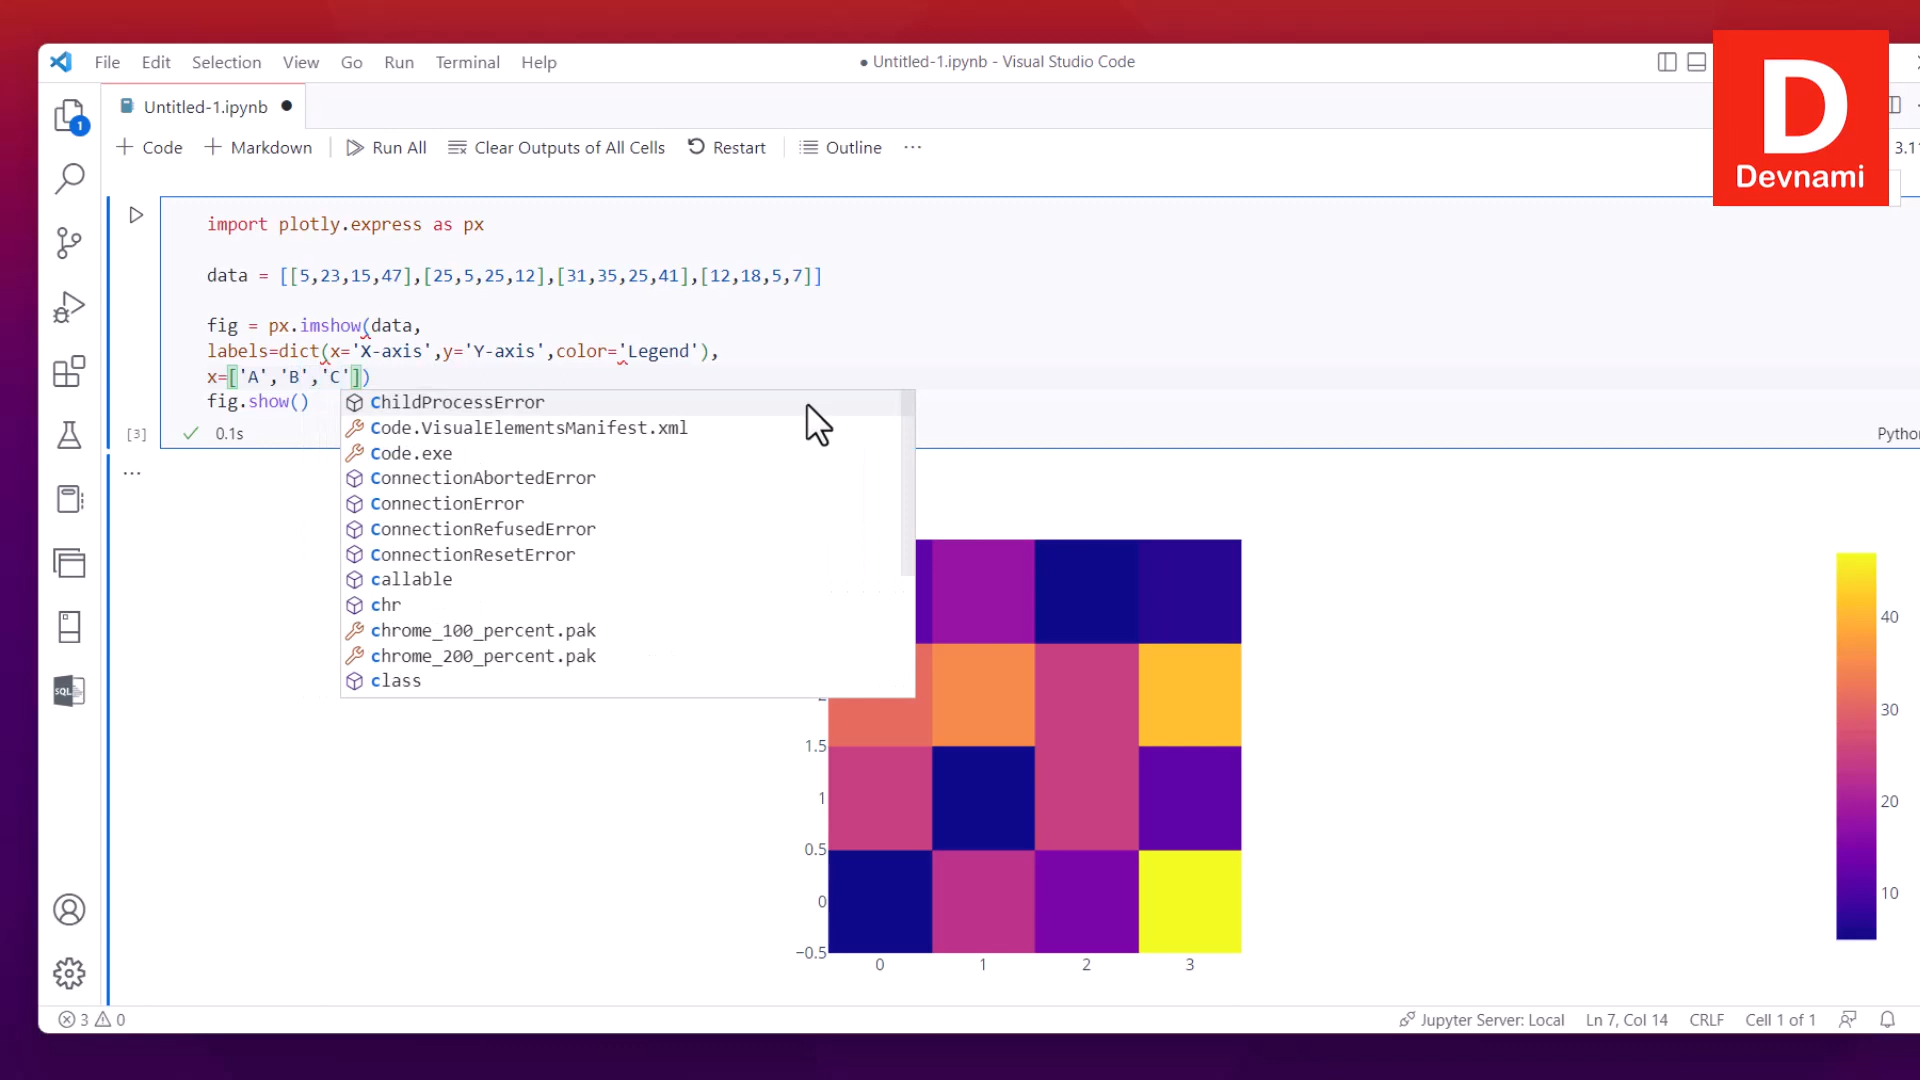 File Edit Selection View Go Run Terminal Help
● Untitled-1.ipynb - Visual Studio Code
D
Devnami
1
Untitled-1.ipynb ●
+ Code + Markdown Run All Clear Outputs of All Cells Restart Outline ...
3.11
import plotly.express as px
data = [[5,23,15,47],[25,5,25,12],[31,35,25,41],[12,18,5,7]]
fig = px.imshow(data,
labels=dict(x='X-axis',y='Y-axis',color='Legend'),
x=['A','B','C'])
fig.show()
[3] 0.1s
...
ChildProcessError
Code.VisualElementsManifest.xml
Code.exe
ConnectionAbortedError
ConnectionError
ConnectionRefusedError
ConnectionResetError
callable
chr
chrome_100_percent.pak
chrome_200_percent.pak
class
SQL
1.5
1
0.5
0
−0.5
0 1 2 3
40
30
20
10
3 0
Jupyter Server: Local Ln 7, Col 14 CRLF Cell 1 of 1